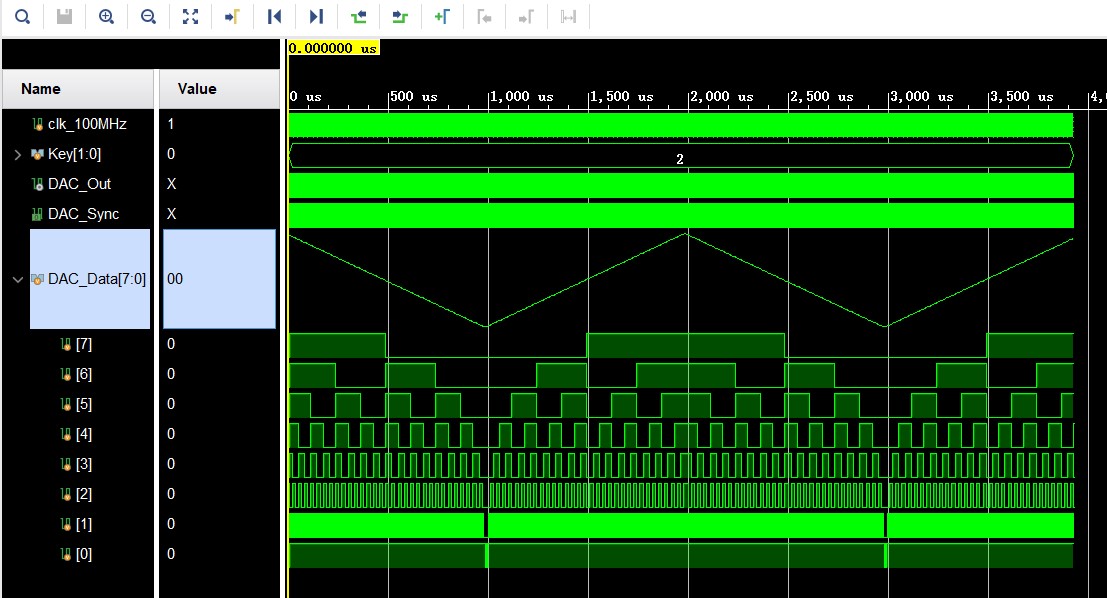 0.000000 us
Name Value
0 us 500 us 1,000 us 1,500 us 2,000 us 2,500 us 3,000 us 3,500 us 4,
clk_100MHz 1
Key[1:0] 0 2
DAC_Out X
DAC_Sync X
DAC_Data[7:0] 00
[7] 0
[6] 0
[5] 0
[4] 0
[3] 0
[2] 0
[1] 0
[0] 0